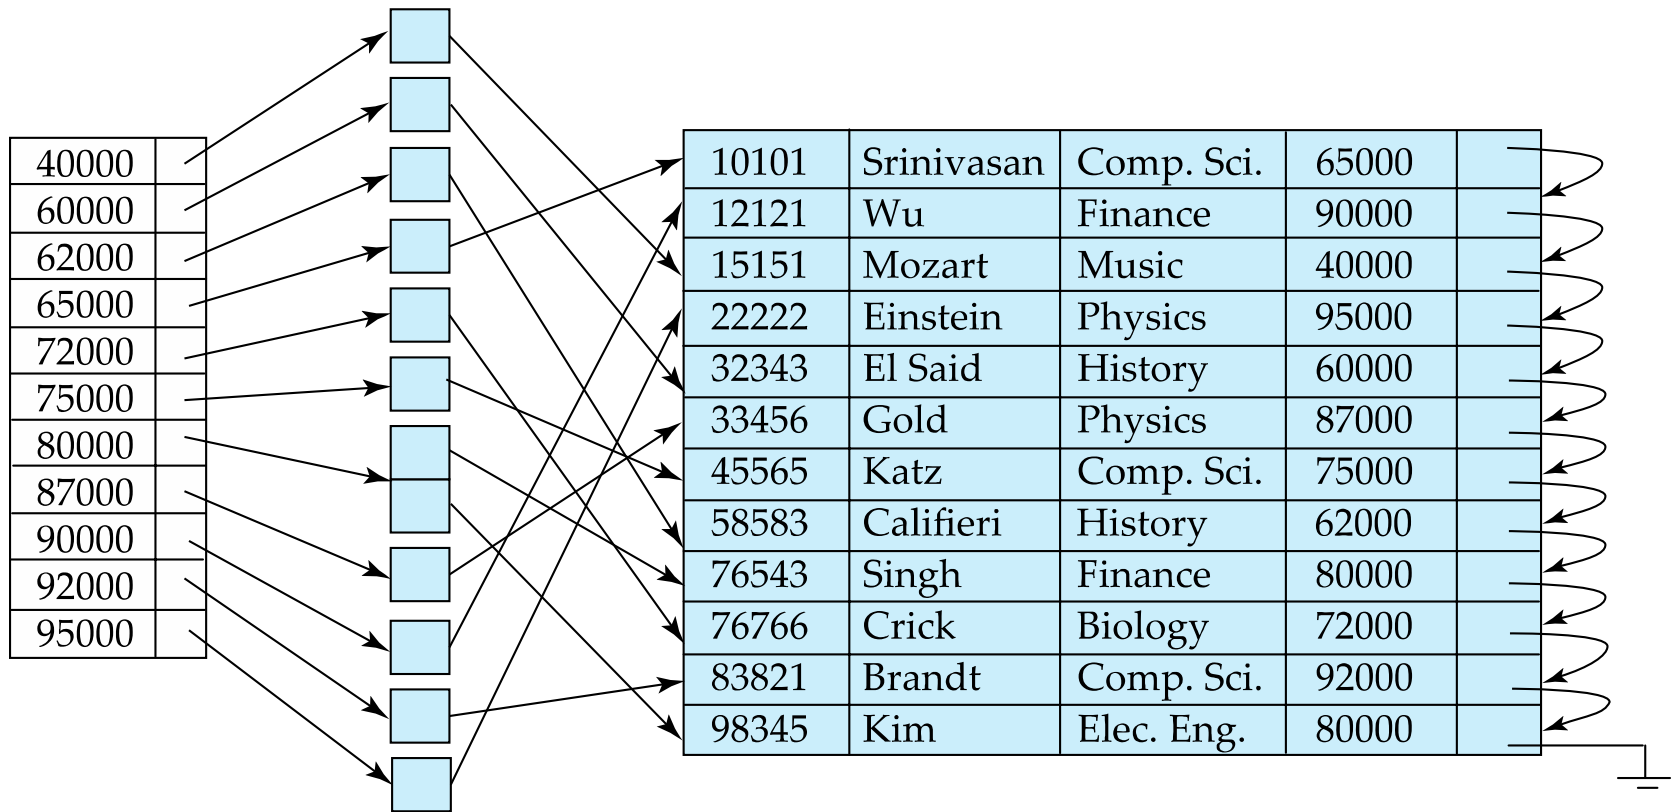 40000
60000
62000
65000
72000
75000
80000
87000
90000
92000
95000
10101 Srinivasan Comp. Sci. 65000
12121 Wu Finance 90000
15151 Mozart Music 40000
22222 Einstein Physics 95000
32343 El Said History 60000
33456 Gold Physics 87000
45565 Katz Comp. Sci. 75000
58583 Califieri History 62000
76543 Singh Finance 80000
76766 Crick Biology 72000
83821 Brandt Comp. Sci. 92000
98345 Kim Elec. Eng. 80000